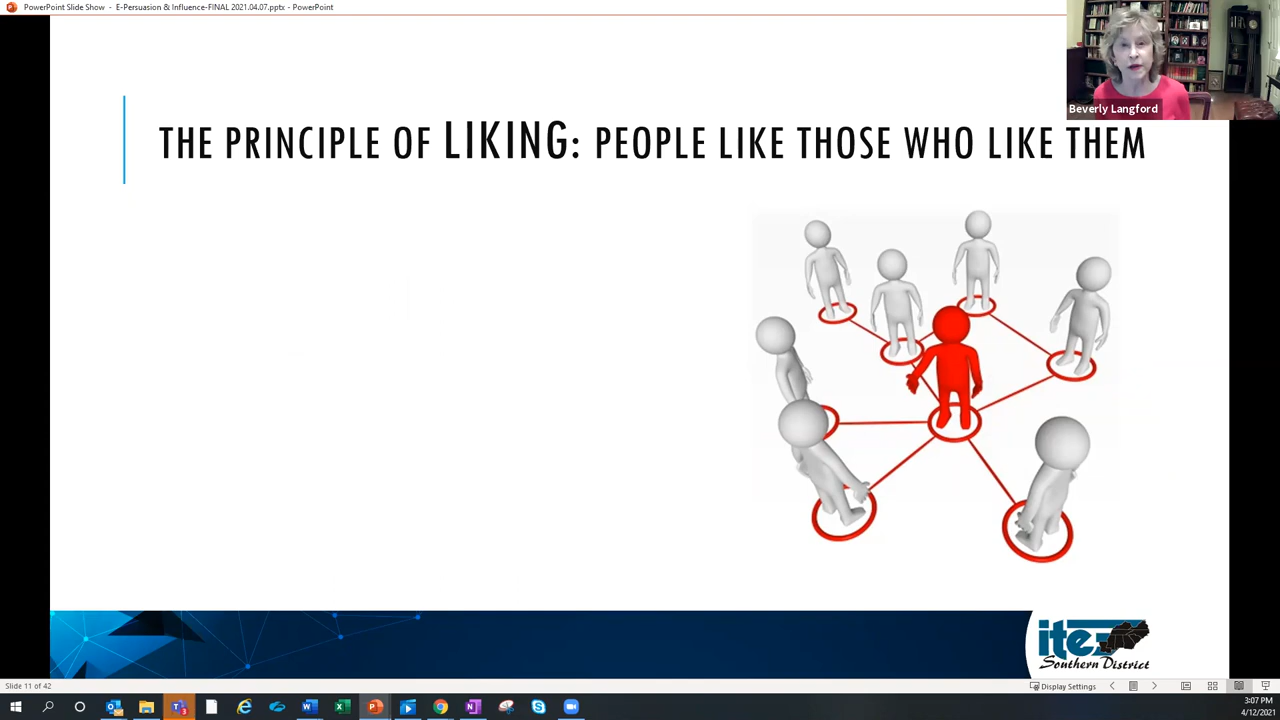 PowerPoint Slide Show - E-Persuasion & Influence-FINAL 2021.04.07.pptx - PowerPoint
Beverly Langford
THE PRINCIPLE OF LIKING: PEOPLE LIKE THOSE WHO LIKE THEM
ite
Southern District
Slide 11 of 42
Display Settings
3:07 PM
4/12/2021